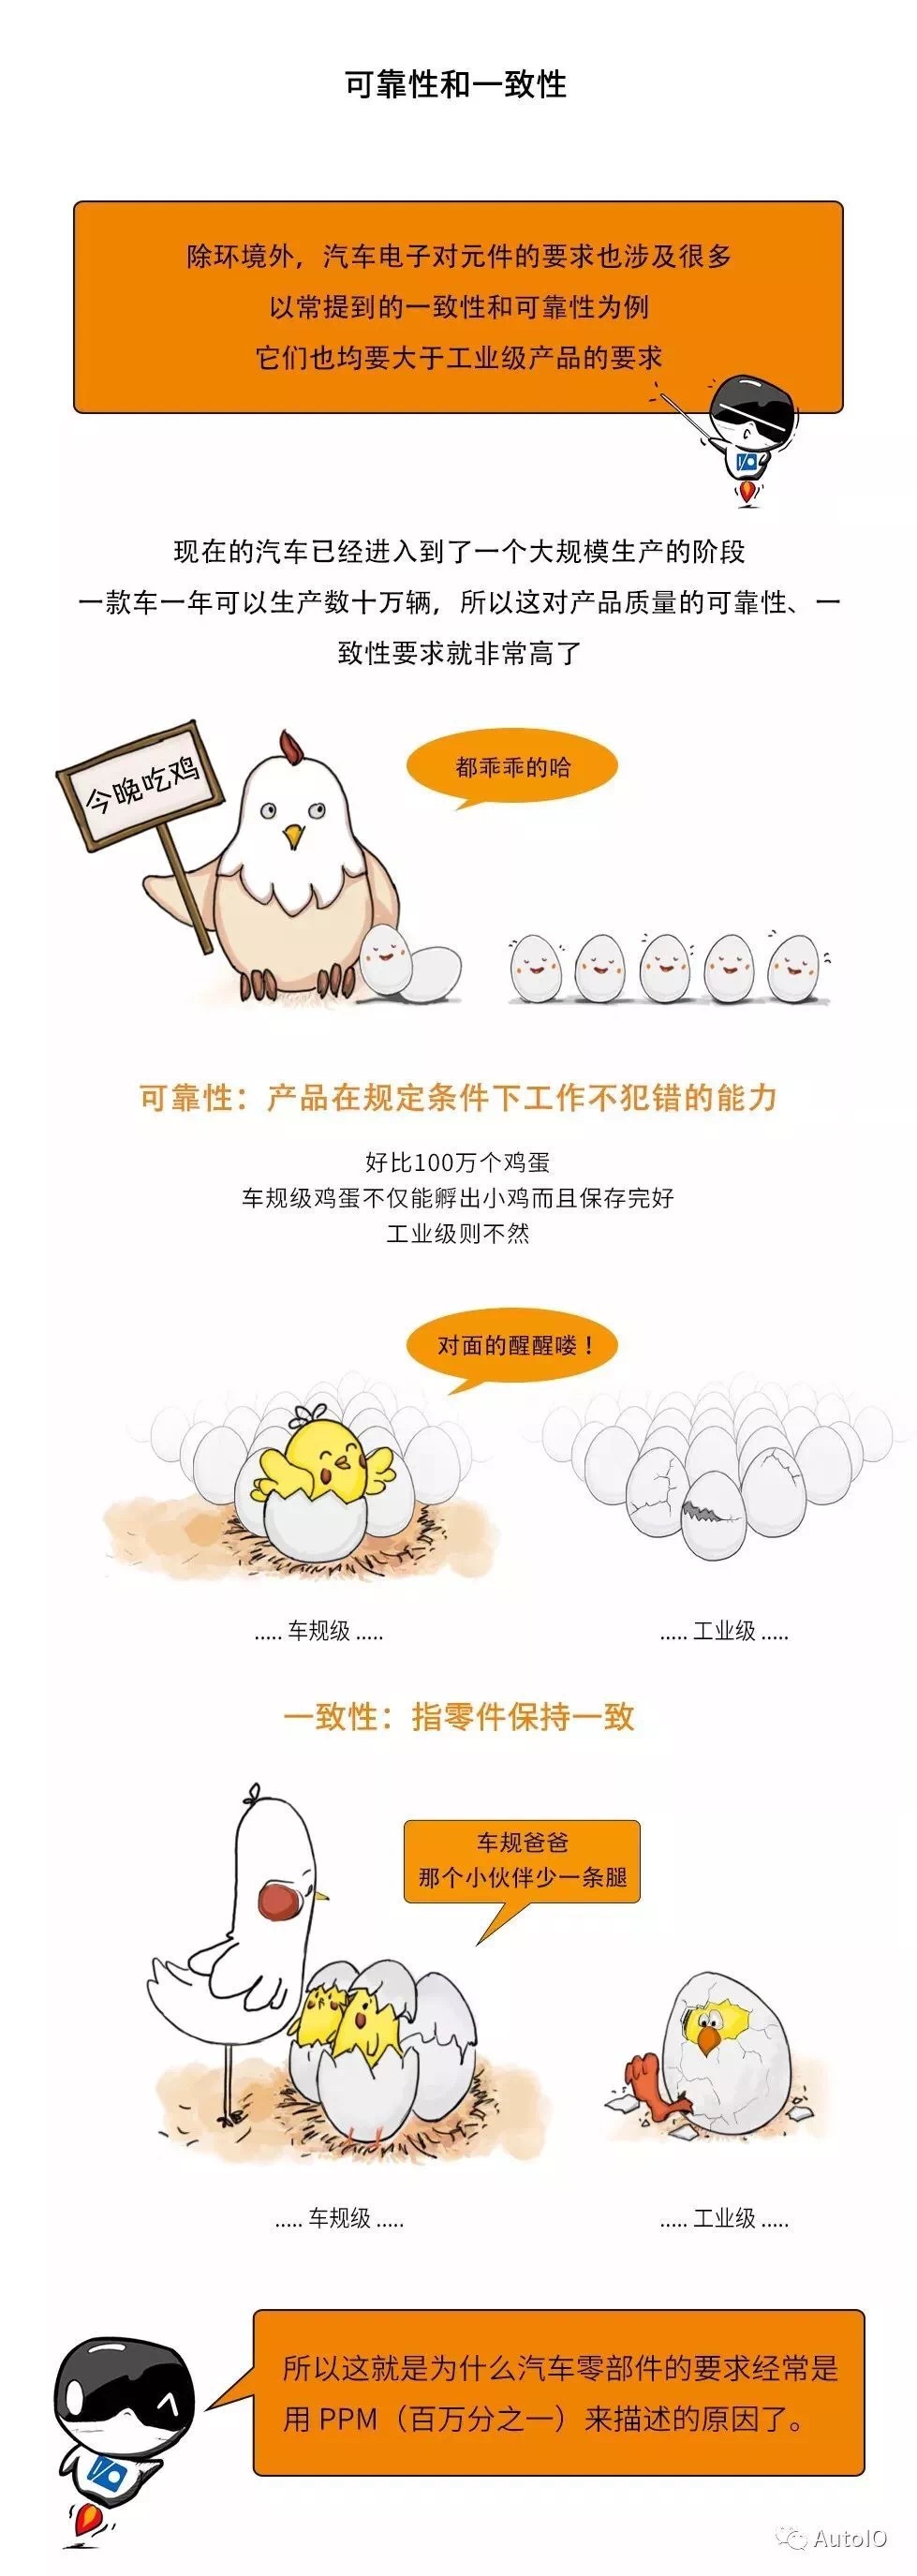 可靠性和一致性
除环境外，汽车电子对元件的要求也涉及很多
以常提到的一致性和可靠性为例
它们也均要大于工业级产品的要求
I/O
现在的汽车已经进入到了一个大规模生产的阶段
一款车一年可以生产数十万辆，所以这对产品质量的可靠性、一
致性要求就非常高了
今晚吃鸡
都乖乖的哈
可靠性：产品在规定条件下工作不犯错的能力
好比100万个鸡蛋
车规级鸡蛋不仅能孵出小鸡而且保存完好
工业级则不然
对面的醒醒喽！
..... 车规级 .....
..... 工业级 .....
一致性：指零件保持一致
车规爸爸
那个小伙伴少一条腿
..... 车规级 .....
..... 工业级 .....
所以这就是为什么汽车零部件的要求经常是
用 PPM（百万分之一）来描述的原因了。
I/O
AutoIO